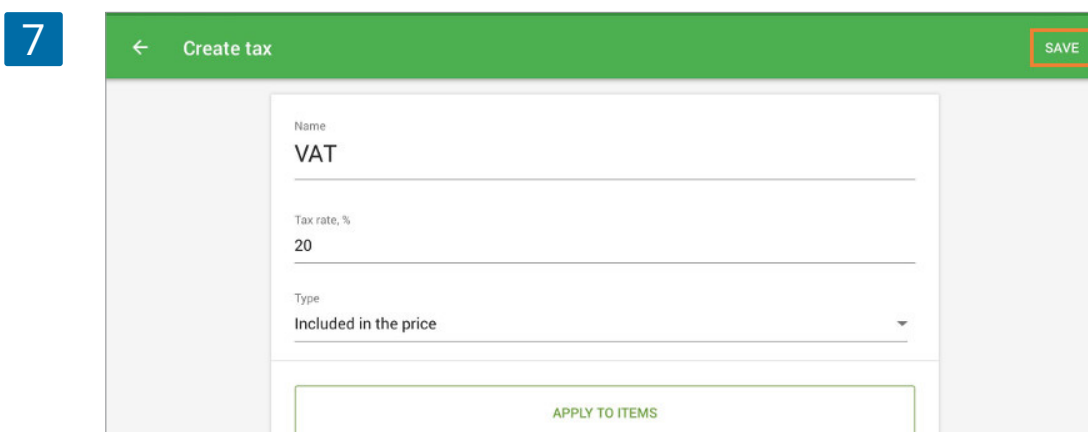 7
Create tax
SAVE
Name
VAT
Tax rate, %
20
Type
Included in the price
APPLY TO ITEMS